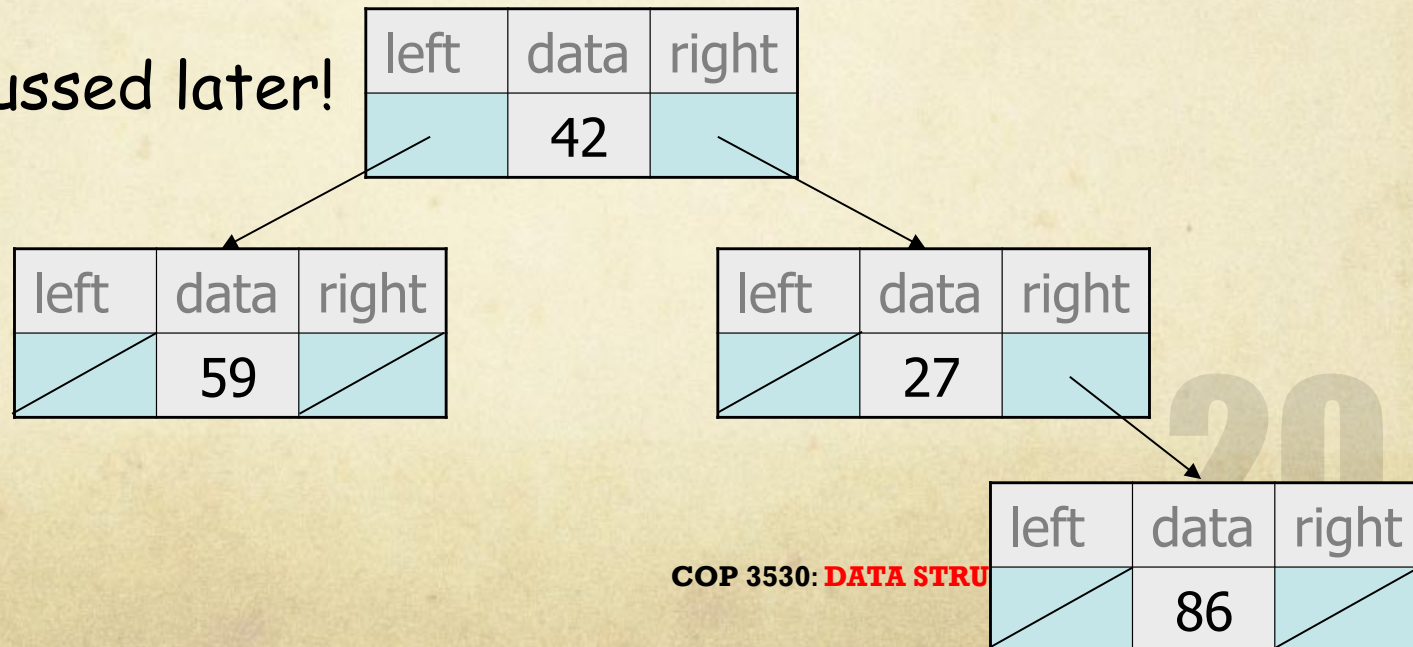 ussed later!
left data right
42
left data right
59
left data right
27
20
COP 3530: DATA STRU
left data right
86